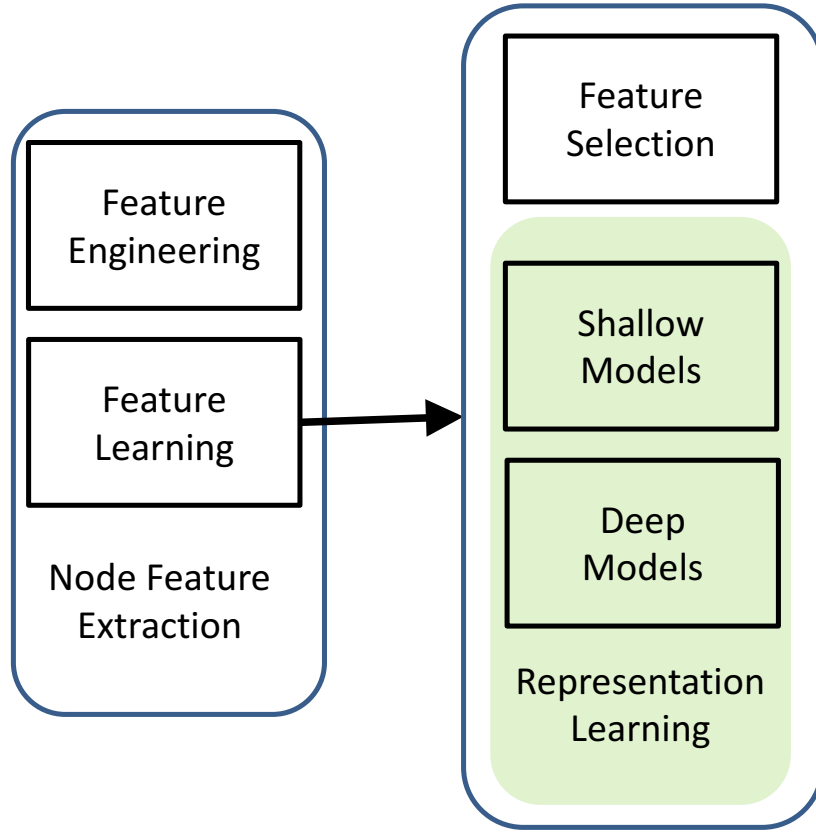 Feature
Engineering
Feature
Learning
Node Feature
Extraction
Feature
Selection
Shallow
Models
Deep
Models
Representation
Learning